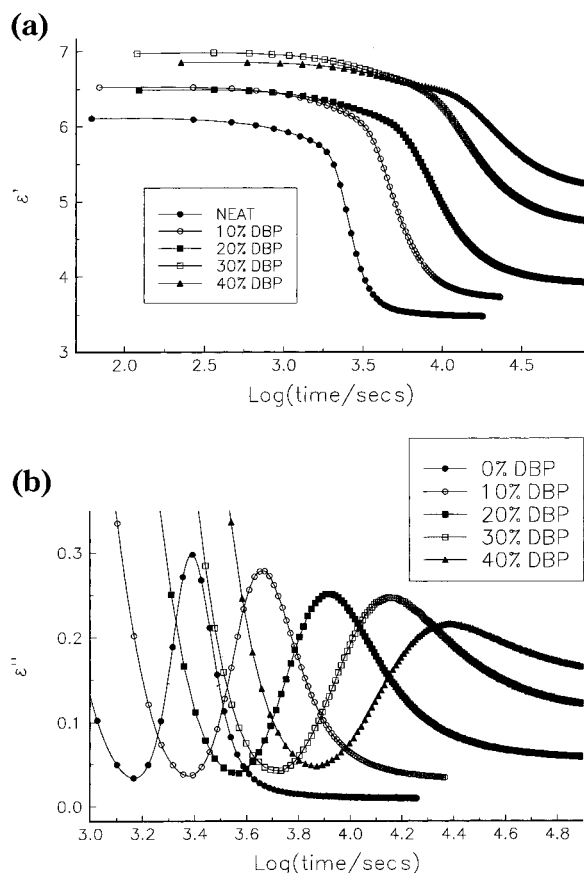 (a)
7
6
5
4
3
ε'
NEAT
10% DBP
20% DBP
30% DBP
40% DBP
2.0 2.5 3.0 3.5 4.0 4.5 5.0
Log(time/secs)
(b)
0% DBP
10% DBP
20% DBP
30% DBP
40% DBP
0.3
0.2
0.1
0.0
ε''
3.0 3.2 3.4 3.6 3.8 4.0 4.2 4.4 4.6 4.8
Log(time/secs)